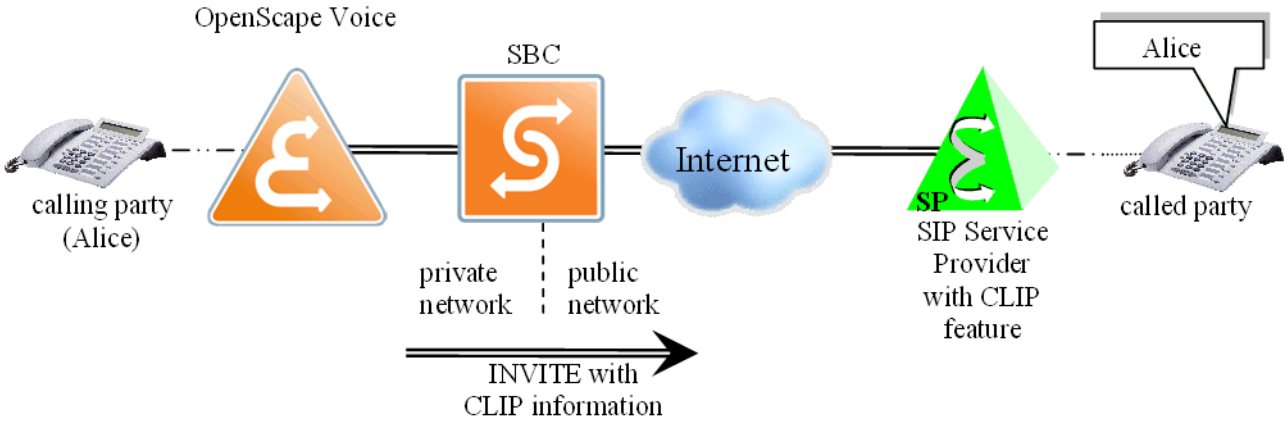 OpenScape Voice
SBC
Alice
Internet
calling party
(Alice)
SP
SIP Service
Provider
with CLIP
feature
called party
private
network
public
network
INVITE with
CLIP information